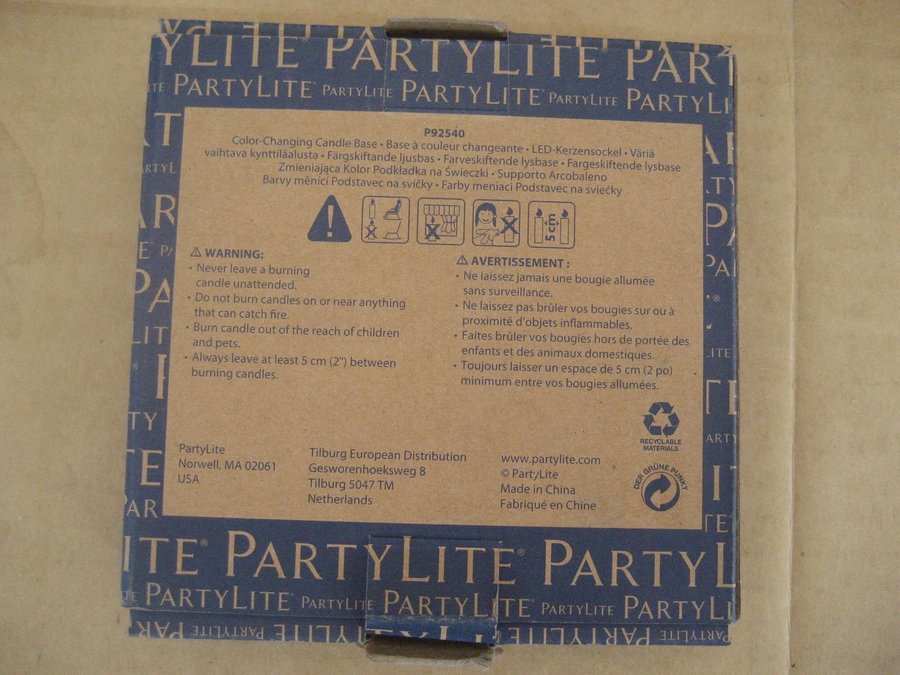 PARTYLITE PARTYLITE PART
PARTYLITE PARTYLITE PARTYLITE® PARTYLITE PARTYLI
P92540
Color-Changing Candle Base • Base à couleur changeante • LED-Kerzensockel • Väriä
vaihtava kynttiläalusta • Färgskiftande ljusbas • Farveskiftende lysbase • Fargeskiftende lysbase
Zmieniająca Kolor Podkładka na Świeczki • Supporto Arcobaleno
Barvy měnící Podstavec na svíčky • Farby meniaci Podstavec na sviečky
5 cm
⚠ WARNING:
• Never leave a burning
candle unattended.
• Do not burn candles on or near anything
that can catch fire.
• Burn candle out of the reach of children
and pets.
• Always leave at least 5 cm (2") between
burning candles.
⚠ AVERTISSEMENT :
• Ne laissez jamais une bougie allumée
sans surveillance.
• Ne laissez pas brûler vos bougies sur ou à
proximité d'objets inflammables.
• Faites brûler vos bougies hors de portée des
enfants et des animaux domestiques.
• Toujours laisser un espace de 5 cm (2 po)
minimum entre vos bougies allumées.
RECYCLABLE
MATERIALS
DER GRÜNE PUNKT
PartyLite
Norwell, MA 02061
USA
Tilburg European Distribution
Gesworenhoeksweg 8
Tilburg 5047 TM
Netherlands
www.partylite.com
© PartyLite
Made in China
Fabriqué en Chine
ITE® PARTYLITE® PARTYL
PARTYLITE PARTYLITE PARTYLITE PARTYLITE PARTYLI